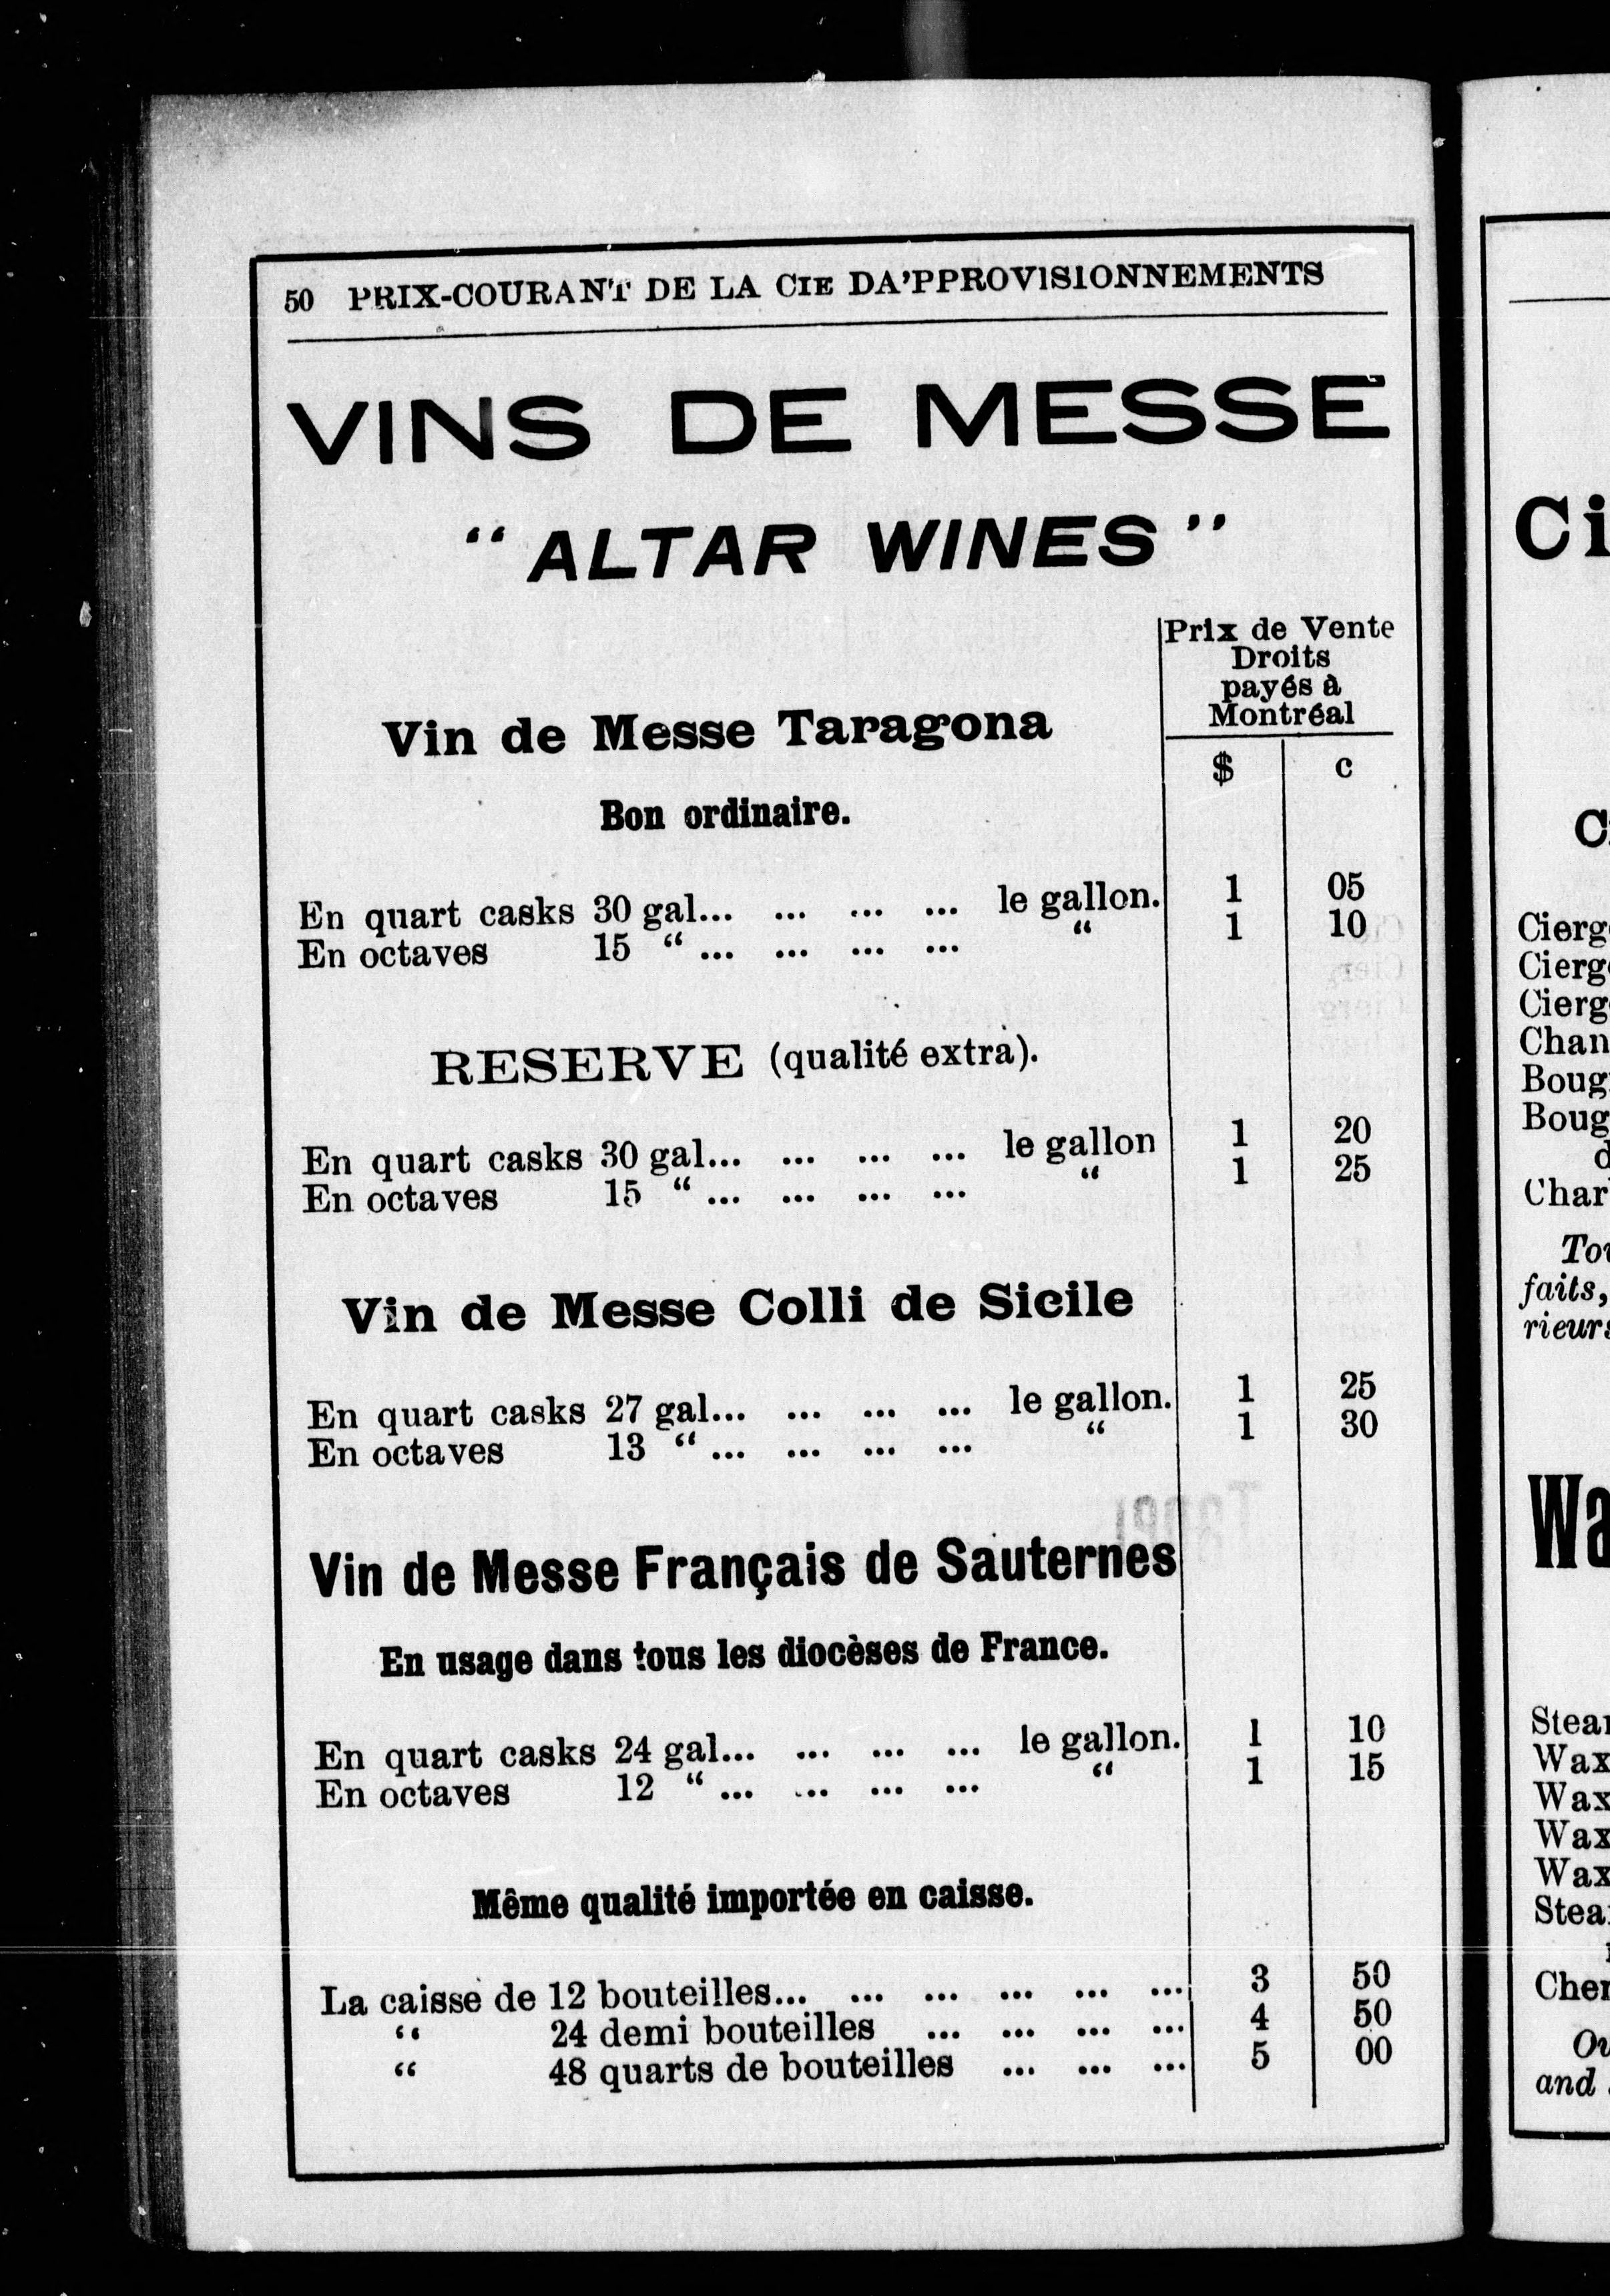 50 PRIX-COURANT DE LA CIE DA'PPROVISIONNEMENTS
VINS DE MESSE
"ALTAR WINES"
Prix de Vente
Droits
payés à
Montréal
$ c
Vin de Messe Taragona
Bon ordinaire.
En quart casks 30 gal... ... ... ... le gallon. 1 05
En octaves 15 " ... ... ... ... " 1 10
RESERVE (qualité extra).
En quart casks 30 gal... ... ... ... le gallon 1 20
En octaves 15 " ... ... ... ... " 1 25
Vin de Messe Colli de Sicile
En quart casks 27 gal... ... ... ... le gallon. 1 25
En octaves 13 " ... ... ... ... " 1 30
Vin de Messe Français de Sauternes
En usage dans tous les diocèses de France.
En quart casks 24 gal... ... ... ... le gallon. 1 10
En octaves 12 " ... ... ... ... " 1 15
Même qualité importée en caisse.
La caisse de 12 bouteilles... ... ... ... ... ... 3 50
" 24 demi bouteilles ... ... ... ... 4 50
" 48 quarts de bouteilles ... ... ... 5 00
faits,
Wax
Wax
Wax
Wax
and